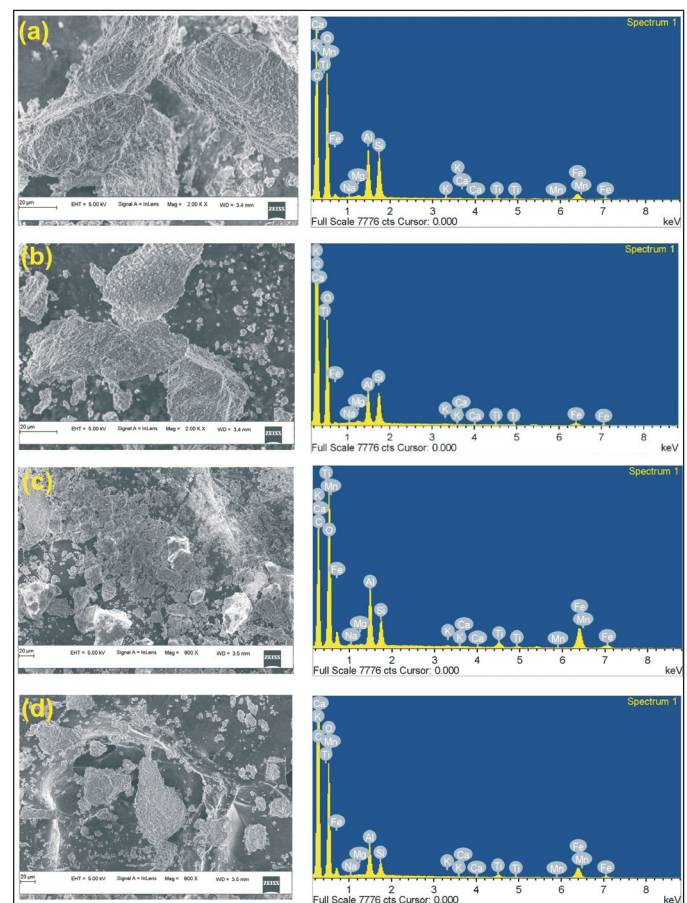 (a)
20 µm
EHT = 5.00 kV Signal A = InLens Mag = 2.00 K X WD = 3.4 mm
ZEISS
Spectrum 1
Ca
K
O
Mn
Ti
C
Fe
Na
Mg
Al
Si
K
K
Ca
Ca
Ti
Ti
Mn
Fe
Mn
Fe
1 2 3 4 5 6 7 8
Full Scale 7776 cts Cursor: 0.000 keV
(b)
20 µm
EHT = 5.00 kV Signal A = InLens Mag = 2.00 K X WD = 3.4 mm
ZEISS
Spectrum 1
K
C
Ca
O
Ti
Fe
Na
Mg
Al
Si
K
Ca
K
Ca
Ti
Ti
Fe
Fe
1 2 3 4 5 6 7 8
Full Scale 7776 cts Cursor: 0.000 keV
(c)
20 µm
EHT = 5.00 kV Signal A = InLens Mag = 800 X WD = 3.5 mm
ZEISS
Spectrum 1
Ti
K
Mn
Ca
C
O
Fe
Na
Mg
Al
Si
K
Ca
K
Ca
Ti
Ti
Mn
Fe
Mn
Fe
1 2 3 4 5 6 7 8
Full Scale 7776 cts Cursor: 0.000 keV
(d)
20 µm
EHT = 5.00 kV Signal A = InLens Mag = 800 X WD = 3.5 mm
ZEISS
Spectrum 1
Ca
K
O
C
Mn
Ti
Fe
Na
Mg
Al
Si
K
Ca
K
Ca
Ti
Ti
Mn
Fe
Mn
Fe
1 2 3 4 5 6 7 8
Full Scale 7776 cts Cursor: 0.000 keV